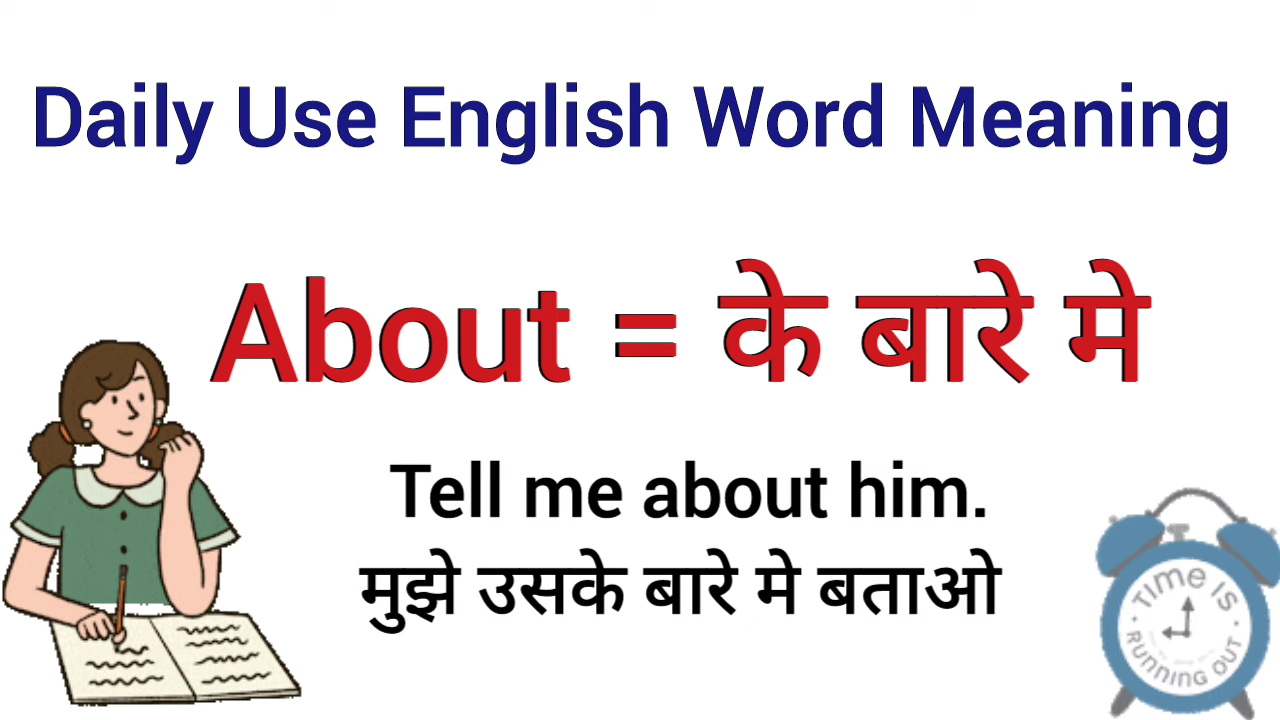 Daily Use English Word Meaning
About = के बारे मे
Tell me about him.
मुझे उसके बारे मे बताओ
TIME IS
RUNNING OUT